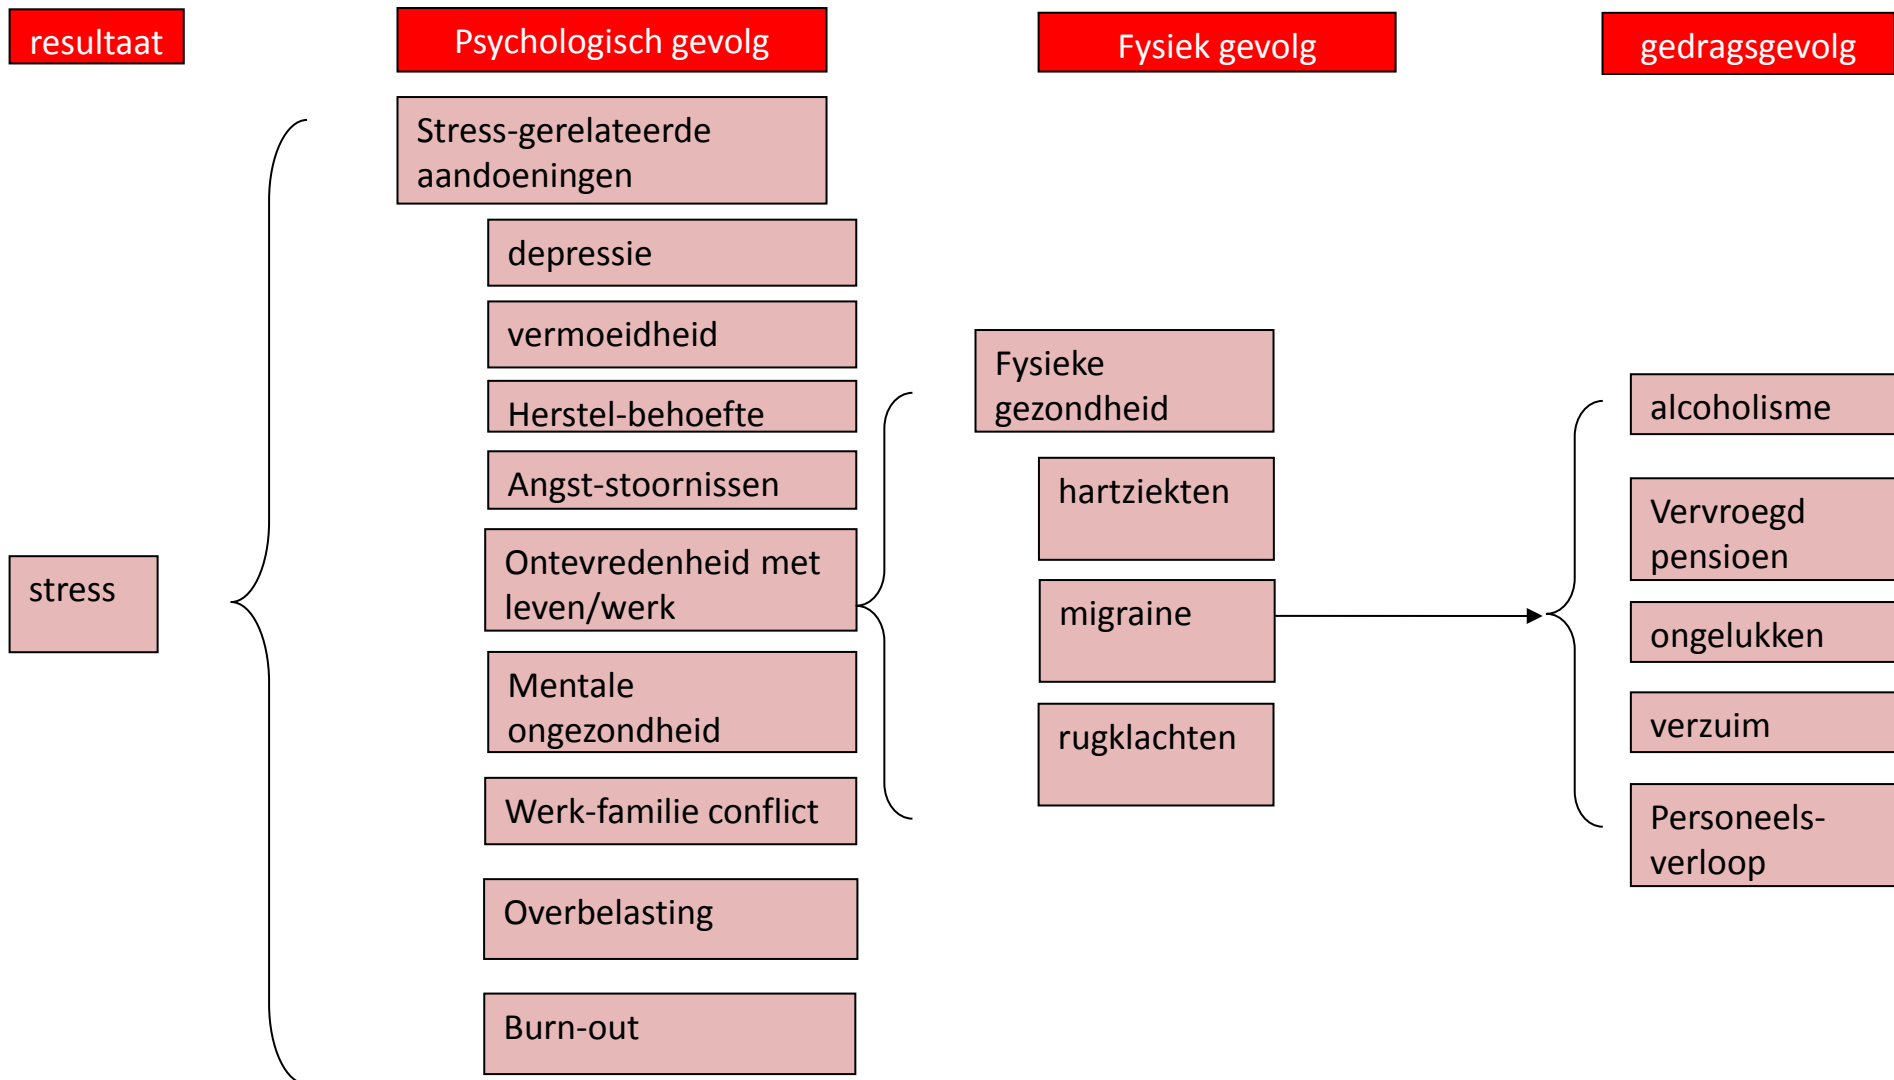 resultaat
Psychologisch gevolg
Fysiek gevolg
gedragsgevolg
stress
Stress-gerelateerde
aandoeningen
depressie
vermoeidheid
Herstel-behoefte
Angst-stoornissen
Ontevredenheid met
leven/werk
Mentale
ongezondheid
Werk-familie conflict
Overbelasting
Burn-out
Fysieke
gezondheid
hartziekten
migraine
rugklachten
alcoholisme
Vervroegd
pensioen
ongelukken
verzuim
Personeels-
verloop